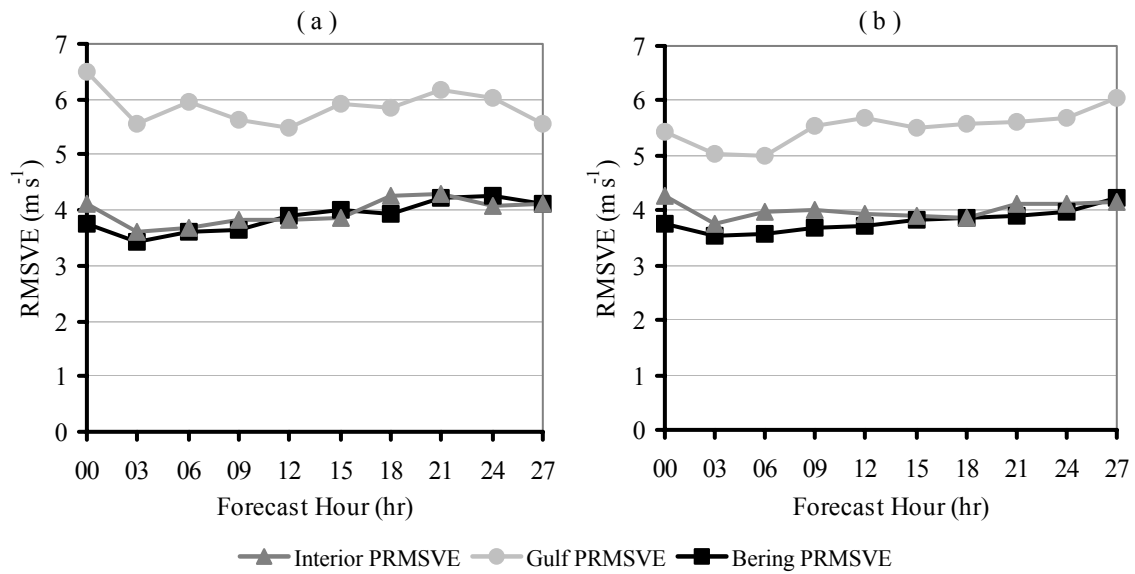 ( a )
7
6
5
4
3
2
1
0
RMSVE (m s-1)
00 03 06 09 12 15 18 21 24 27
Forecast Hour (hr)
( b )
7
6
5
4
3
2
1
0
RMSVE (m s-1)
00 03 06 09 12 15 18 21 24 27
Forecast Hour (hr)
Interior PRMSVE Gulf PRMSVE Bering PRMSVE